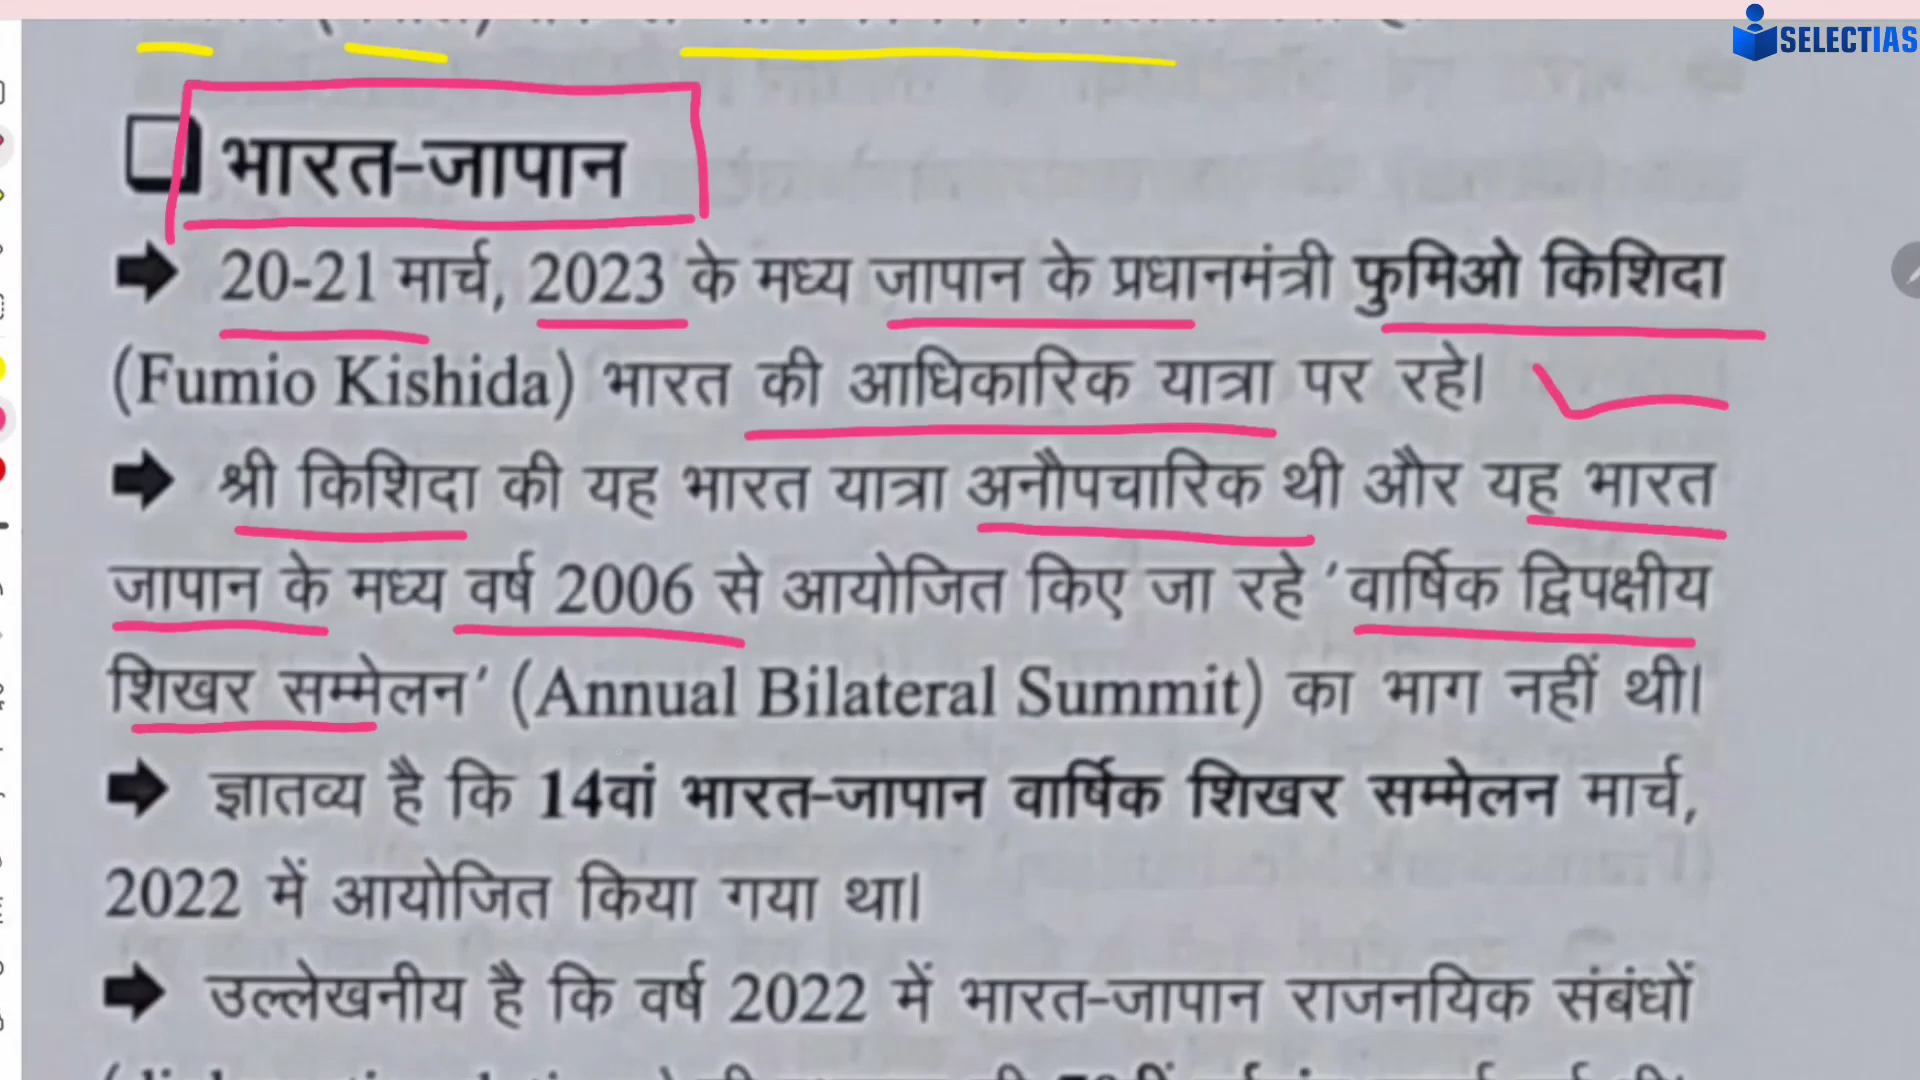 SELECTIAS
भारत-जापान
20-21 मार्च, 2023 के मध्य जापान के प्रधानमंत्री फुमिओ किशिदा
(Fumio Kishida) भारत की आधिकारिक यात्रा पर रहे।
श्री किशिदा की यह भारत यात्रा अनौपचारिक थी और यह भारत
जापान के मध्य वर्ष 2006 से आयोजित किए जा रहे ‘वार्षिक द्विपक्षीय
शिखर सम्मेलन’ (Annual Bilateral Summit) का भाग नहीं थी।
ज्ञातव्य है कि 14वां भारत-जापान वार्षिक शिखर सम्मेलन मार्च,
2022 में आयोजित किया गया था।
उल्लेखनीय है कि वर्ष 2022 में भारत-जापान राजनयिक संबंधों